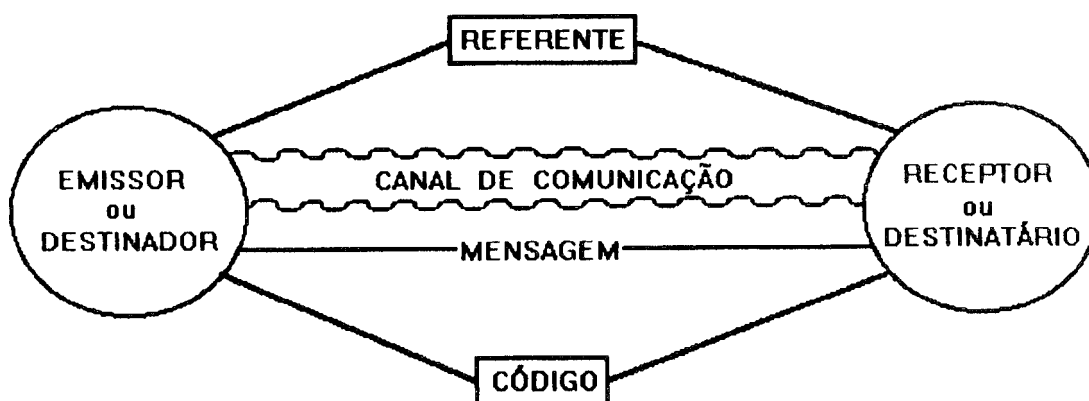 REFERENTE
EMISSOR
ou
DESTINADOR
CANAL DE COMUNICAÇÃO
RECEPTOR
ou
DESTINATÁRIO
MENSAGEM
CÓDIGO